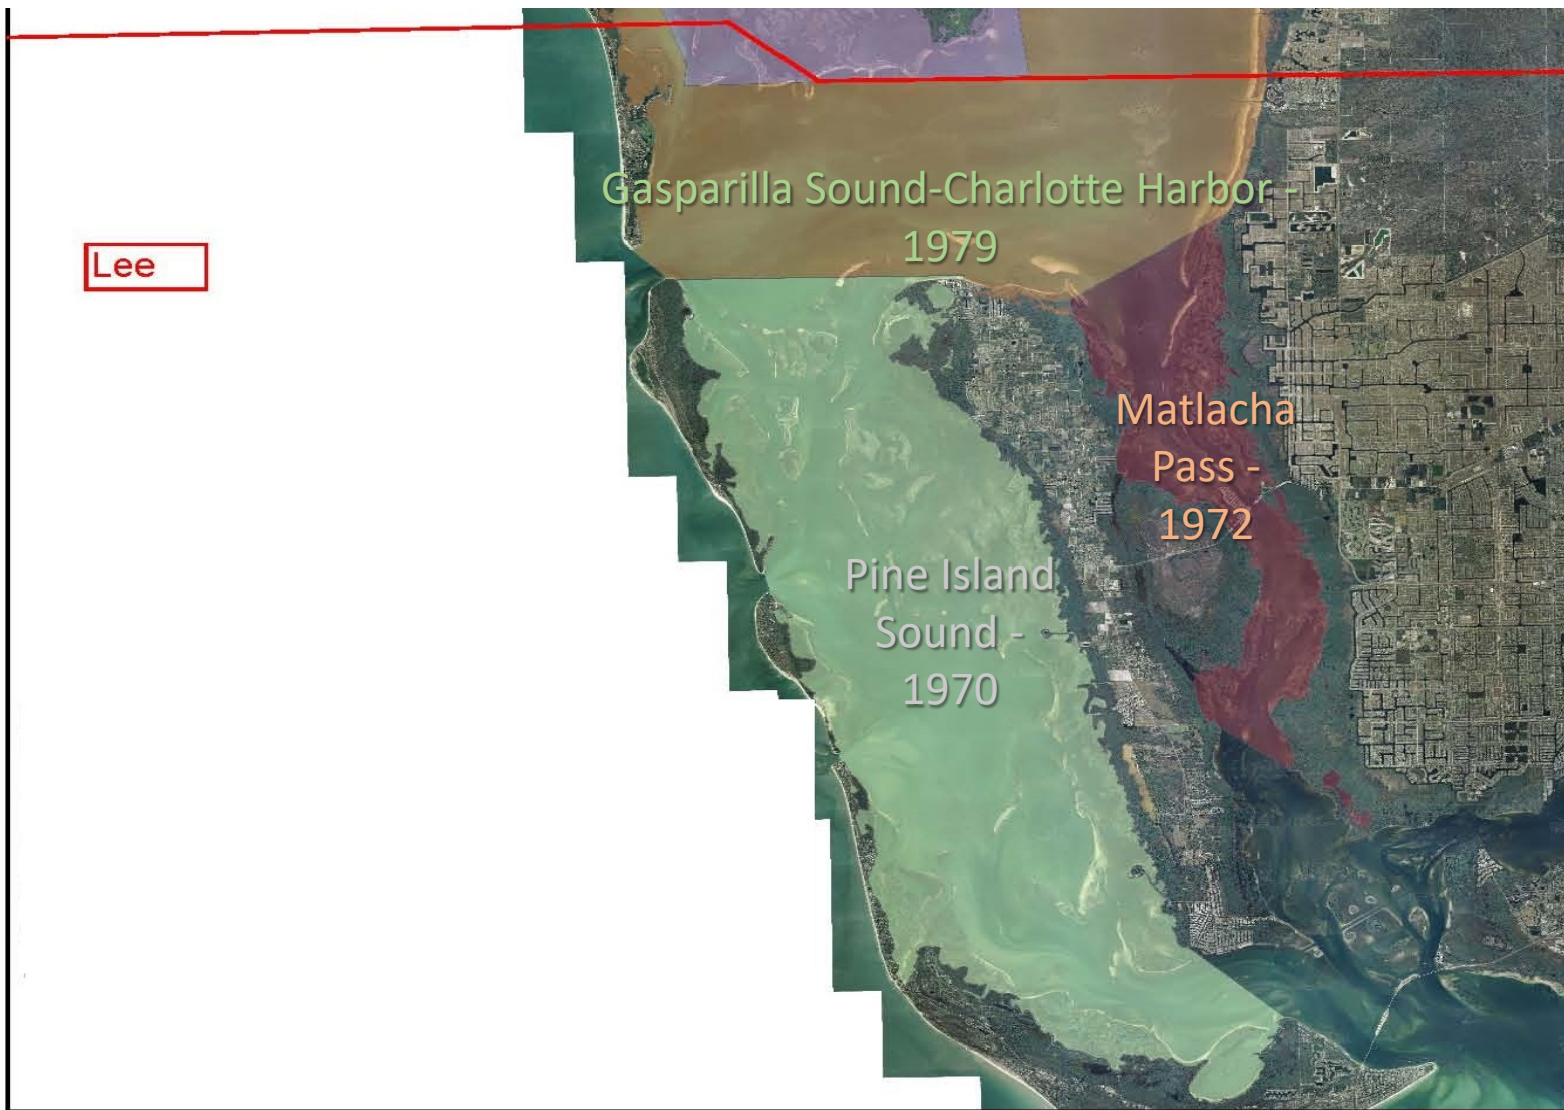 Gasparilla Sound-Charlotte Harbor -
1979
Lee
Matlacha
Pass -
1972
Pine Island
Sound -
1970